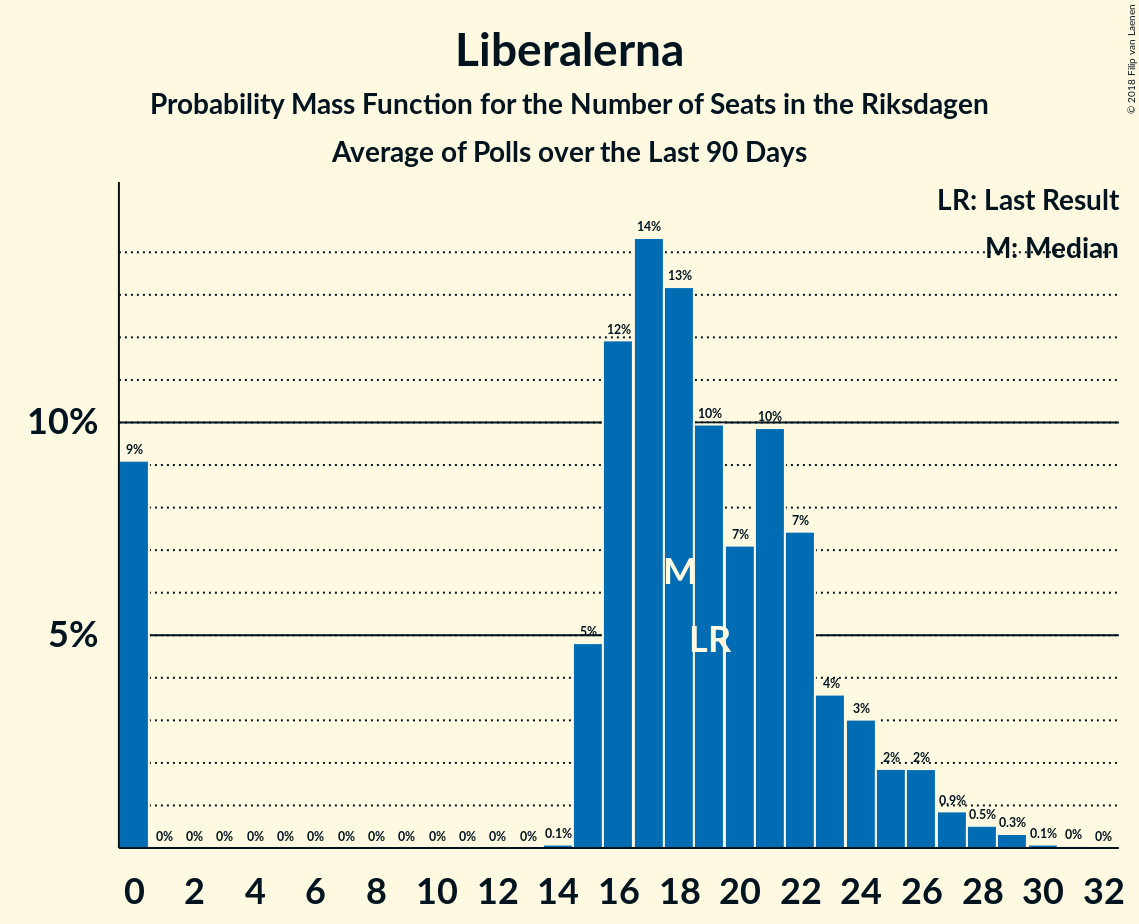 © 2018 Filip van Laenen
Liberalerna
Probability Mass Function for the Number of Seats in the Riksdagen
Average of Polls over the Last 90 Days
LR: Last Result
M: Median
14%
13%
12%
10%
10%
10%
9%
7%
7%
M
5%
5%
LR
4%
3%
2%
2%
0.9%
0.5%
0.3%
0% 0% 0% 0% 0% 0% 0% 0% 0% 0% 0% 0% 0% 0.1% 0.1% 0% 0%
0 2 4 6 8 10 12 14 16 18 20 22 24 26 28 30 32